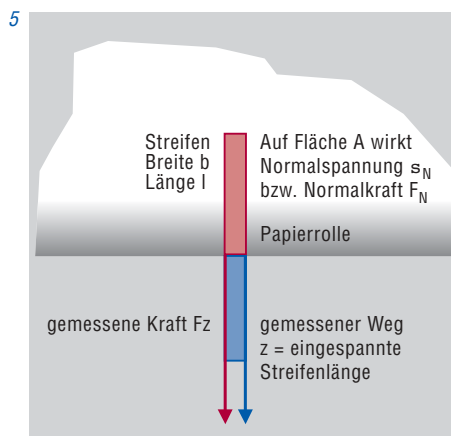 5
Streifen
Breite b
Länge l
Auf Fläche A wirkt
Normalspannung sN
bzw. Normalkraft FN
Papierrolle
gemessene Kraft Fz
gemessener Weg
z = eingespannte
Streifenlänge